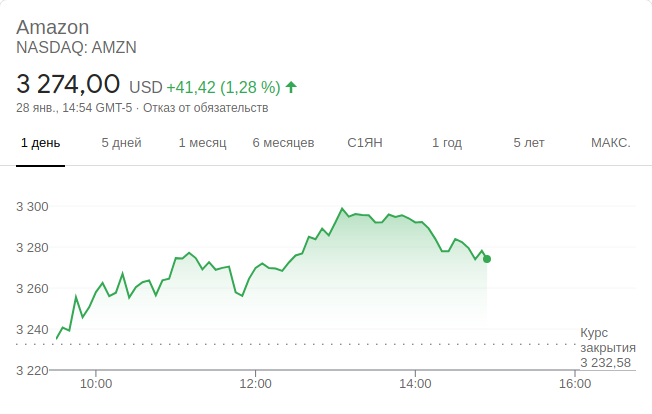 Amazon
NASDAQ: AMZN
3 274,00 USD +41,42 (1,28 %)
28 янв., 14:54 GMT-5 · Отказ от обязательств
1 день 5 дней 1 месяц 6 месяцев С1ЯН 1 год 5 лет МАКС.
3 300
3 280
3 260
3 240
Курс
закрытия
3 232,58
3 220
10:00 12:00 14:00 16:00